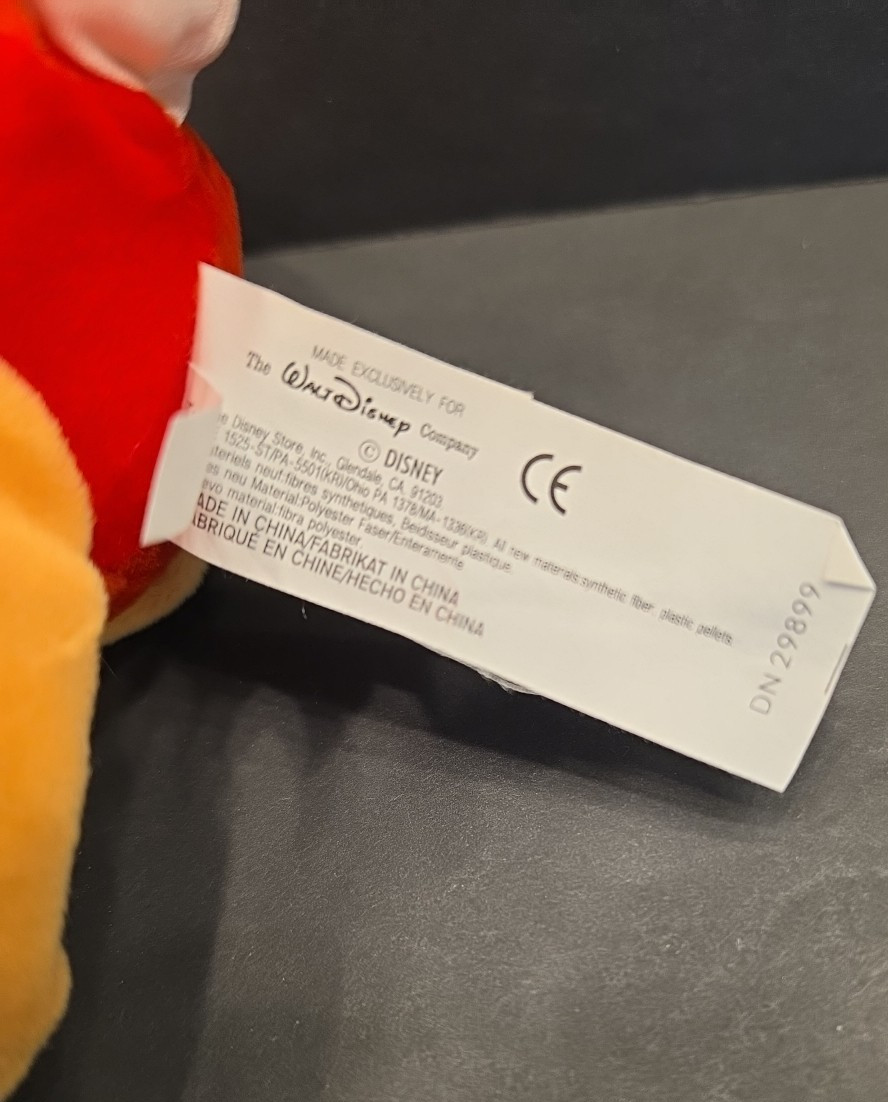 MADE EXCLUSIVELY FOR
The WALT DISNEY Company
© DISNEY
CE
e Disney Store, Inc., Glendale, CA. 91203.
1525-ST/PA-5501(KR)/Ohio PA 1378/MA-1336(KR). All new materials:synthetic fiber plastic pellets.
teriels neuf:fibres synthetiques, Beidisseur plastique.
es neu Material:Polyester Faser/Enteramente
evo material:fibra polyester.
ADE IN CHINA/FABRIKAT IN CHINA
ABRIQUE EN CHINE/HECHO EN CHINA
DN 29899